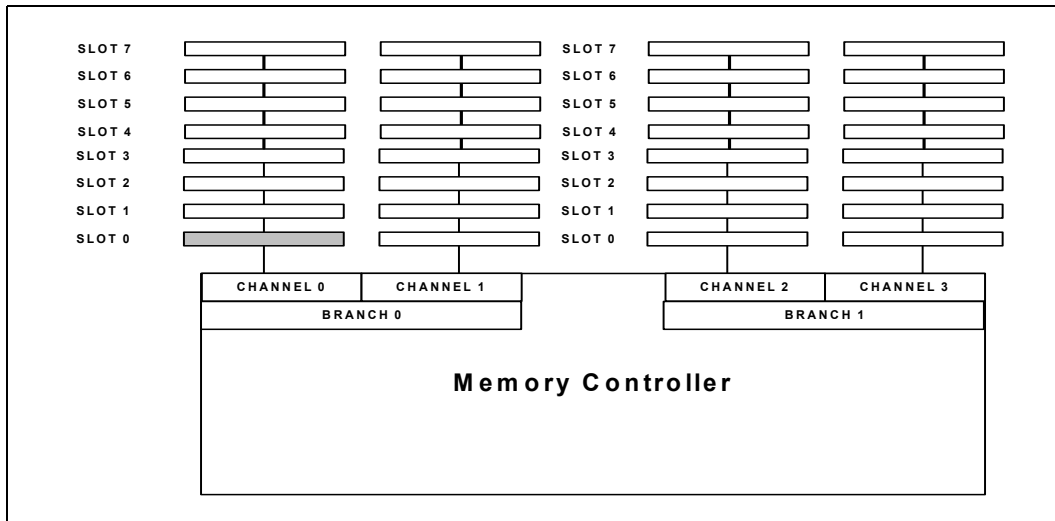 SLOT 7 SLOT 7
SLOT 6 SLOT 6
SLOT 5 SLOT 5
SLOT 4 SLOT 4
SLOT 3 SLOT 3
SLOT 2 SLOT 2
SLOT 1 SLOT 1
SLOT 0 SLOT 0
CHANNEL 0 CHANNEL 1 CHANNEL 2 CHANNEL 3
BRANCH 0 BRANCH 1
Memory Controller